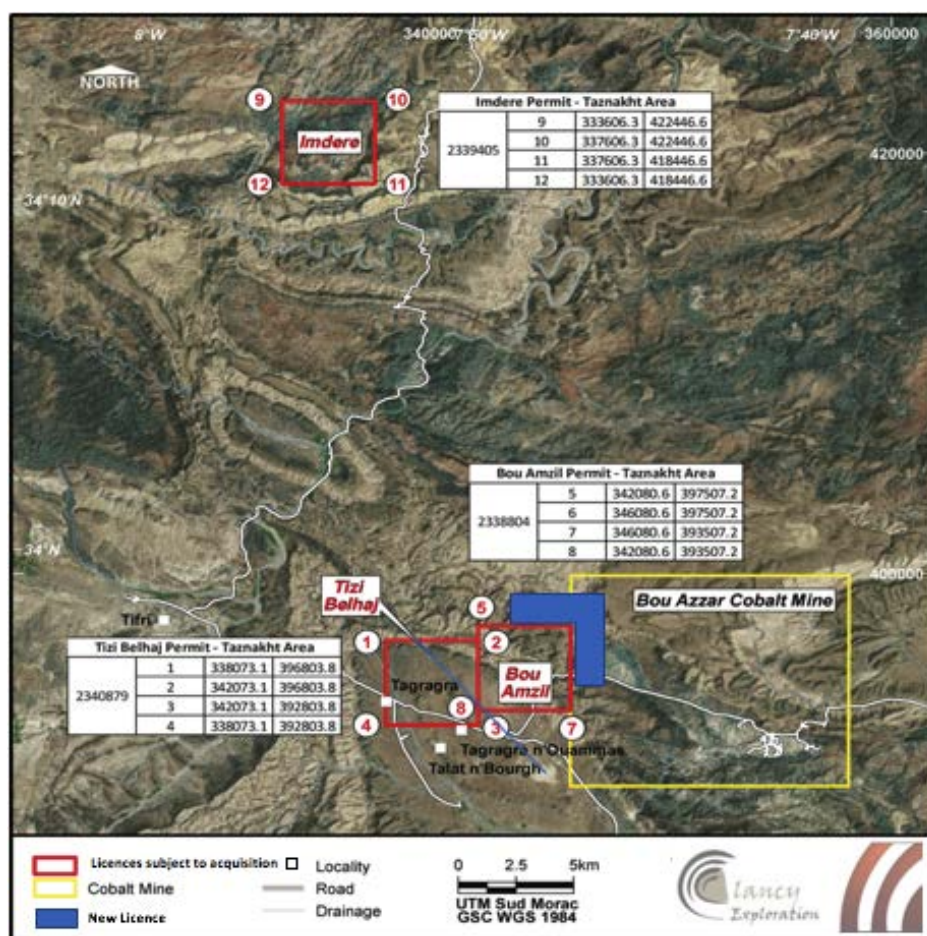 8°W 3400000 7°50'W 7°40'W 360000
NORTH
9 10
Imdere
12 11
Imdere Permit - Taznakht Area
2339405
9 333606.3 422446.6
10 337606.3 422446.6
11 337606.3 418446.6
12 333606.3 418446.6
420000
34°10'N
Bou Amzil Permit - Taznakht Area
2338804
5 342080.6 397507.2
6 346080.6 397507.2
7 346080.6 393507.2
8 342080.6 393507.2
34°N
400000
Tizi
Belhaj
Bou Azzar Cobalt Mine
Tifri
5
1 2
Tizi Belhaj Permit - Taznakht Area
2340879
1 338073.1 396803.8
2 342073.1 396803.8
3 342073.1 392803.8
4 338073.1 392803.8
Bou
Amzil
Tagragra
8
4 3 7
Tagragra n'Ouammas
Talat n'Bourgh
Licences subject to acquisition
Cobalt Mine
New Licence
Locality
Road
Drainage
0 2.5 5km
UTM Sud Moroc
GSC WGS 1984
Clancy
Exploration